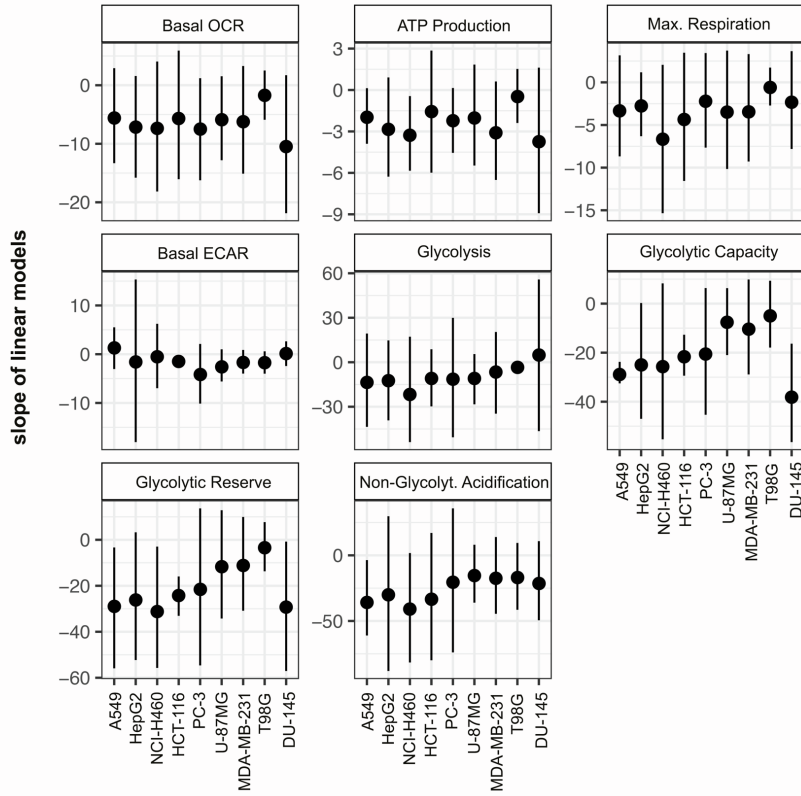 slope of linear models
Basal OCR
0
−10
−20
ATP Production
3
0
−3
−6
−9
Max. Respiration
0
−5
−10
−15
Basal ECAR
10
0
−10
Glycolysis
60
30
0
−30
Glycolytic Capacity
0
−20
−40
A549
HepG2
NCI-H460
HCT-116
PC-3
U-87MG
MDA-MB-231
T98G
DU-145
Glycolytic Reserve
0
−20
−40
−60
A549
HepG2
NCI-H460
HCT-116
PC-3
U-87MG
MDA-MB-231
T98G
DU-145
Non-Glycolyt. Acidification
0
−50
A549
HepG2
NCI-H460
HCT-116
PC-3
U-87MG
MDA-MB-231
T98G
DU-145